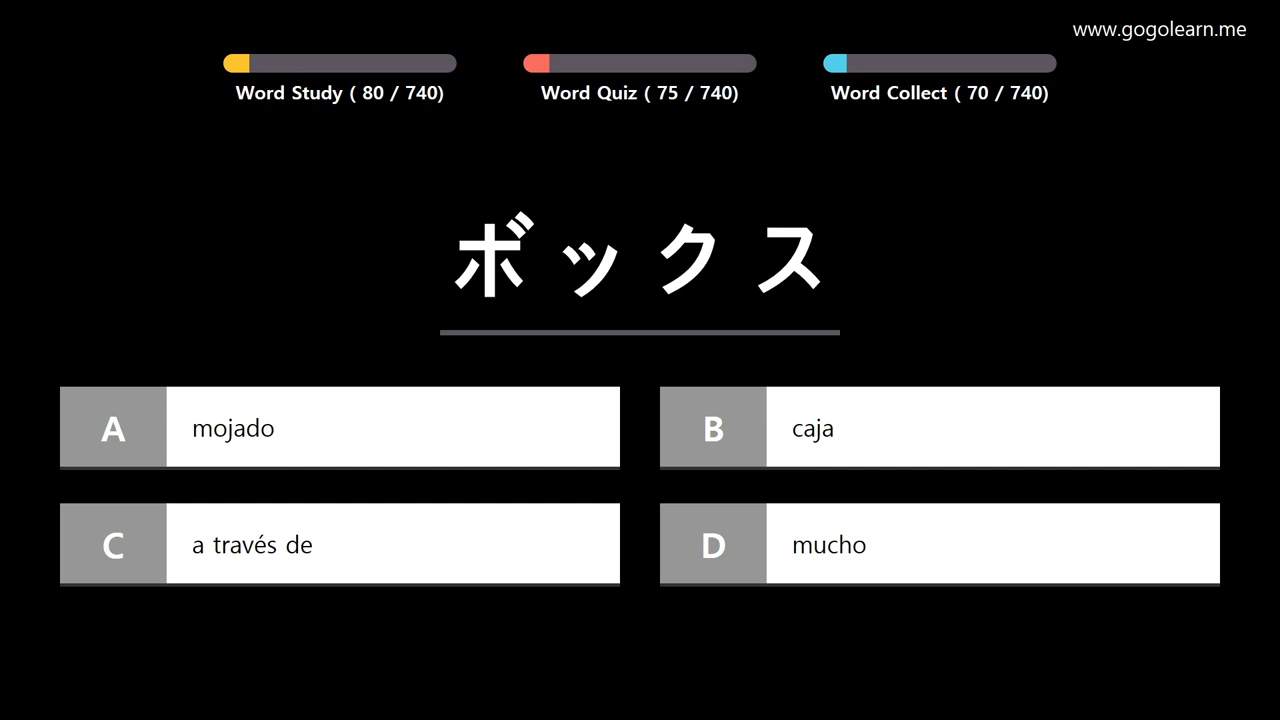 www.gogolearn.me
Word Study ( 80 / 740)
Word Quiz ( 75 / 740)
Word Collect ( 70 / 740)
ボックス
A mojado
B caja
C a través de
D mucho